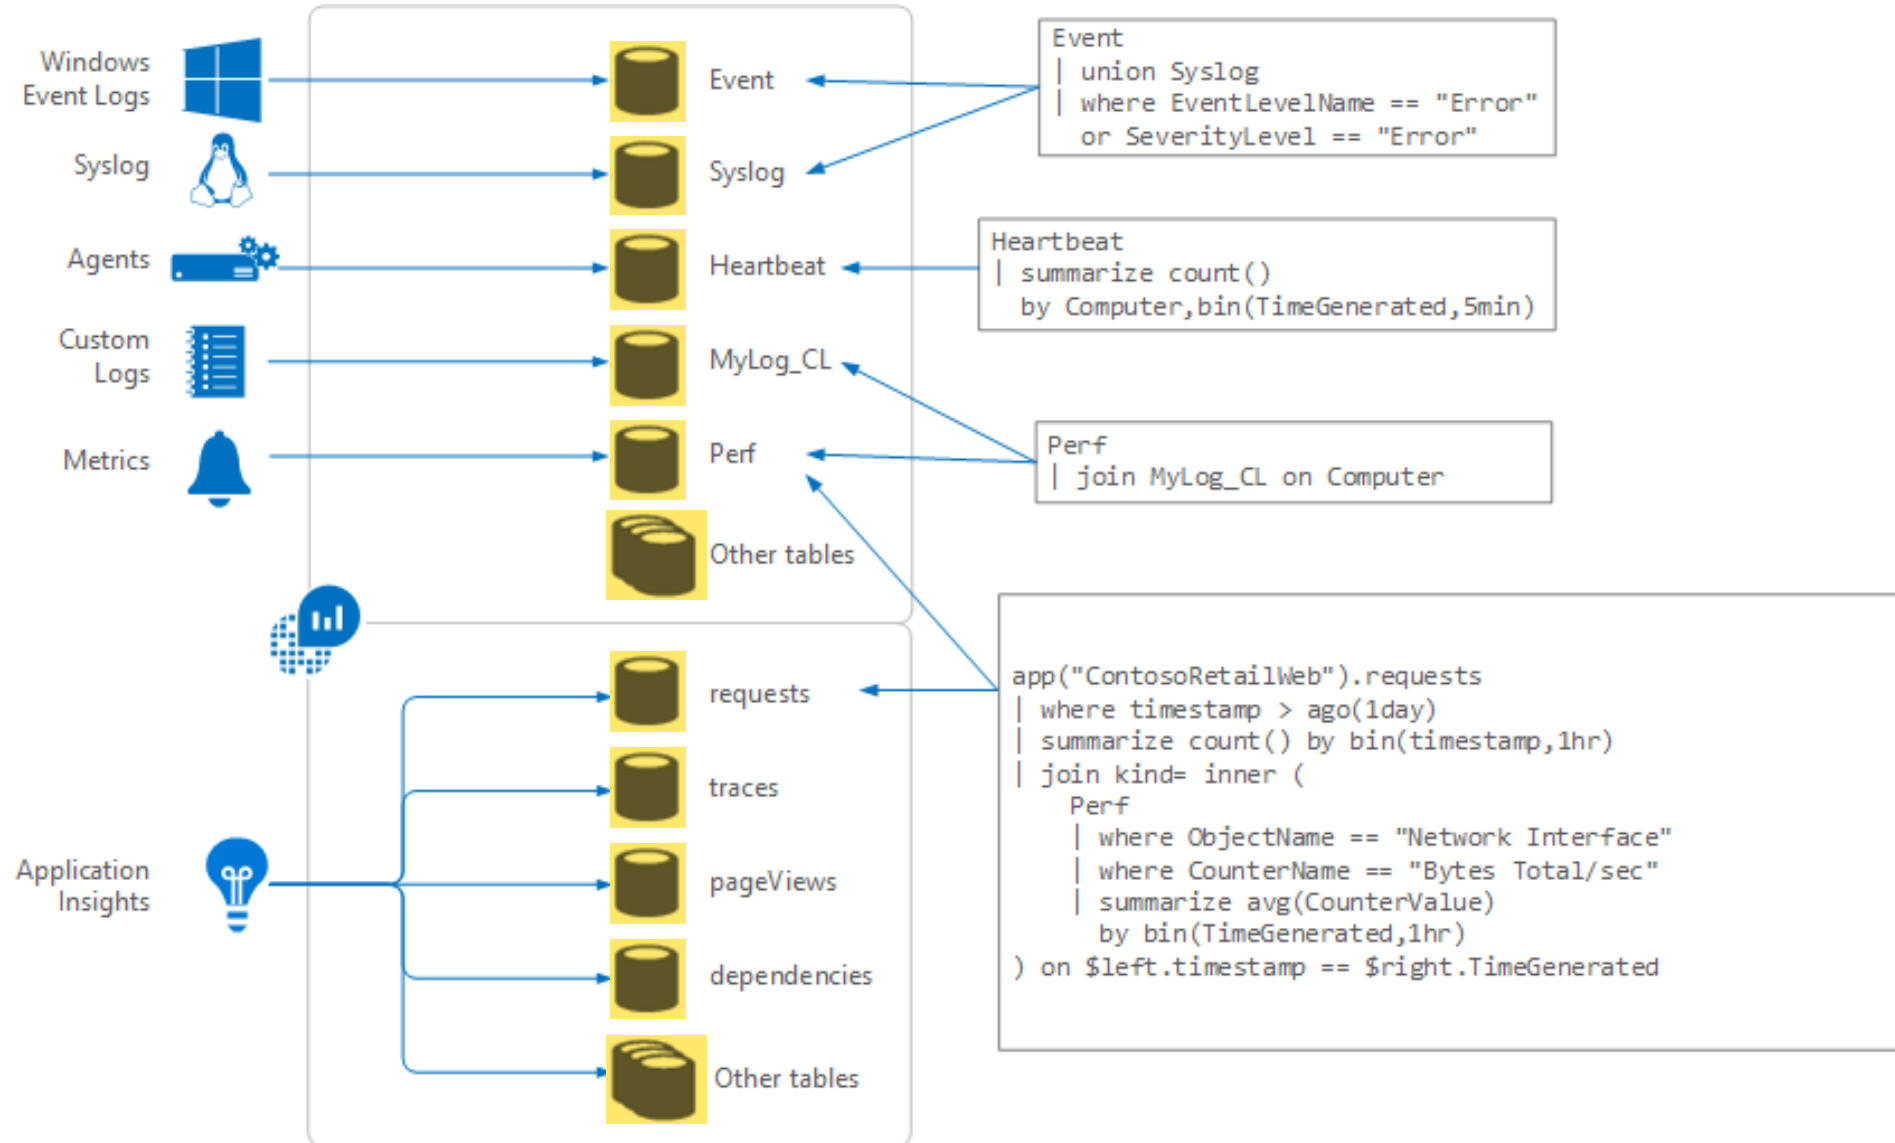 Windows
Event Logs
Syslog
Agents
Custom
Logs
Metrics
Application
Insights
Event
Syslog
Heartbeat
MyLog_CL
Perf
Other tables
requests
traces
pageViews
dependencies
Other tables
Event
| union Syslog
| where EventLevelName == "Error"
or SeverityLevel == "Error"
Heartbeat
| summarize count()
by Computer,bin(TimeGenerated,5min)
Perf
| join MyLog_CL on Computer
app("ContosoRetailWeb").requests
| where timestamp > ago(1day)
| summarize count() by bin(timestamp,1hr)
| join kind= inner (
Perf
| where ObjectName == "Network Interface"
| where CounterName == "Bytes Total/sec"
| summarize avg(CounterValue)
by bin(TimeGenerated,1hr)
) on $left.timestamp == $right.TimeGenerated